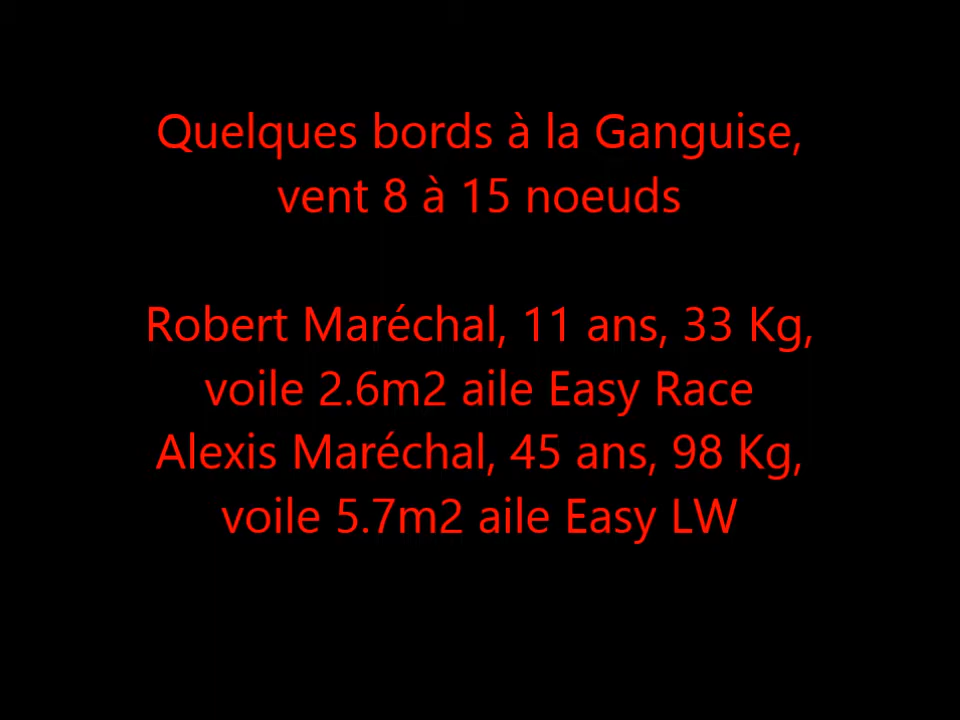 Quelques bords à la Ganguise,
vent 8 à 15 noeuds
Robert Maréchal, 11 ans, 33 Kg,
voile 2.6m2 aile Easy Race
Alexis Maréchal, 45 ans, 98 Kg,
voile 5.7m2 aile Easy LW